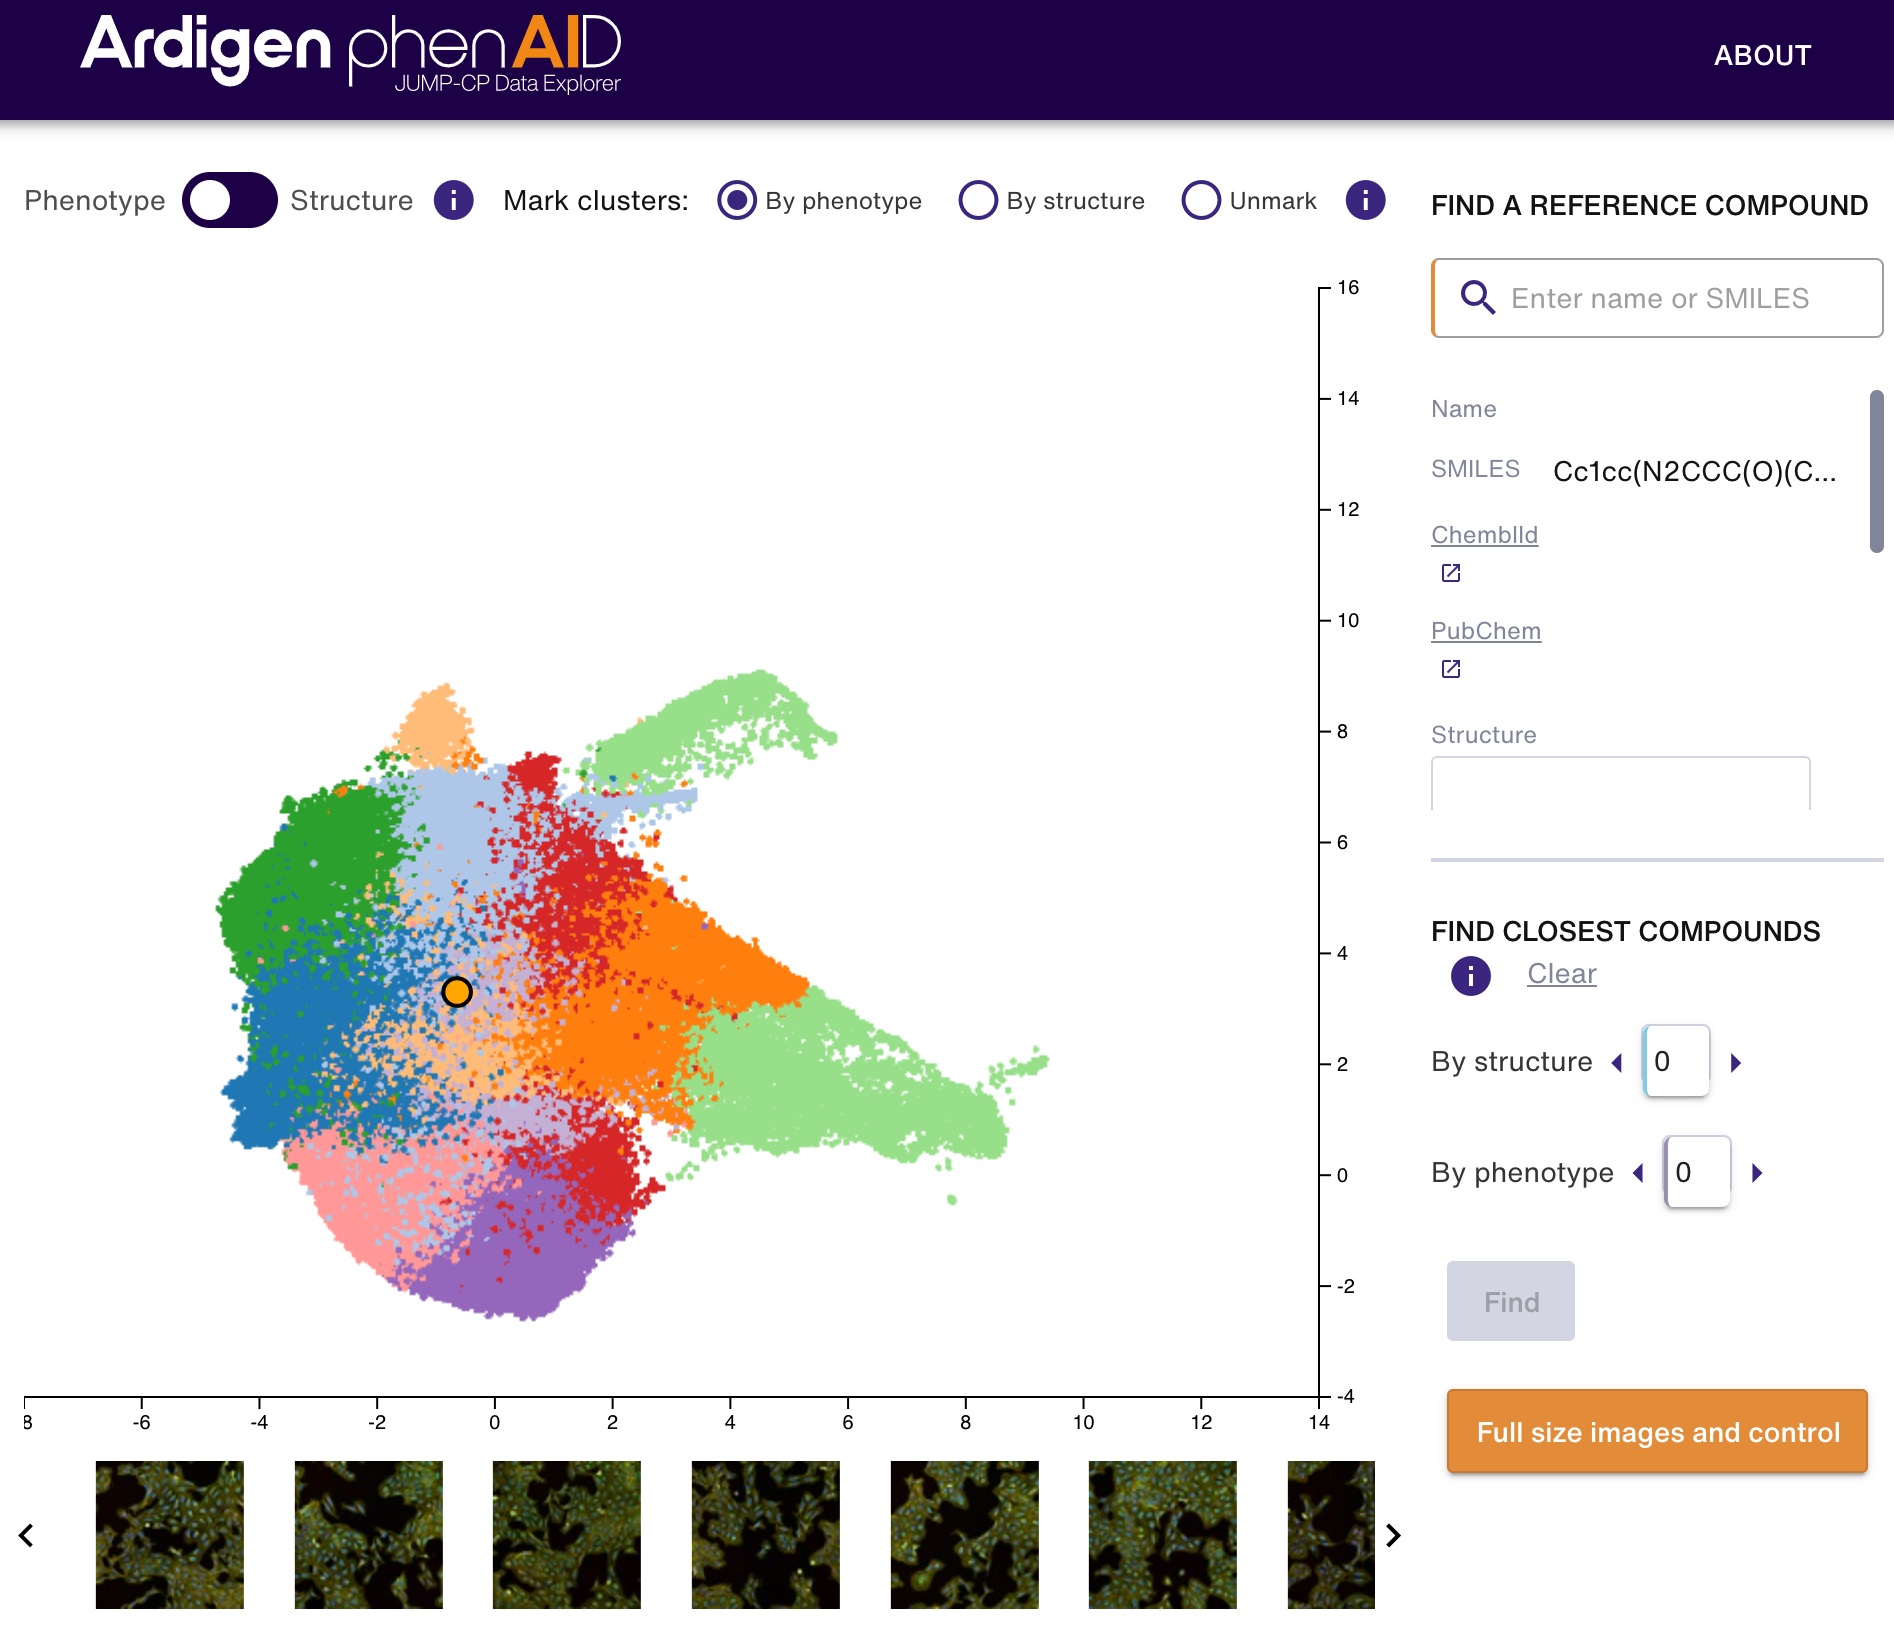 Ardigen phenAID
JUMP-CP Data Explorer
ABOUT
Phenotype Structure i Mark clusters: By phenotype By structure Unmark i
FIND A REFERENCE COMPOUND
Enter name or SMILES
Name
SMILES Cc1cc(N2CCC(O)(C...
ChemblId
PubChem
Structure
FIND CLOSEST COMPOUNDS
i Clear
By structure 0
By phenotype 0
Find
Full size images and control
16
14
12
10
8
6
4
2
0
-2
-4
8 -6 -4 -2 0 2 4 6 8 10 12 14